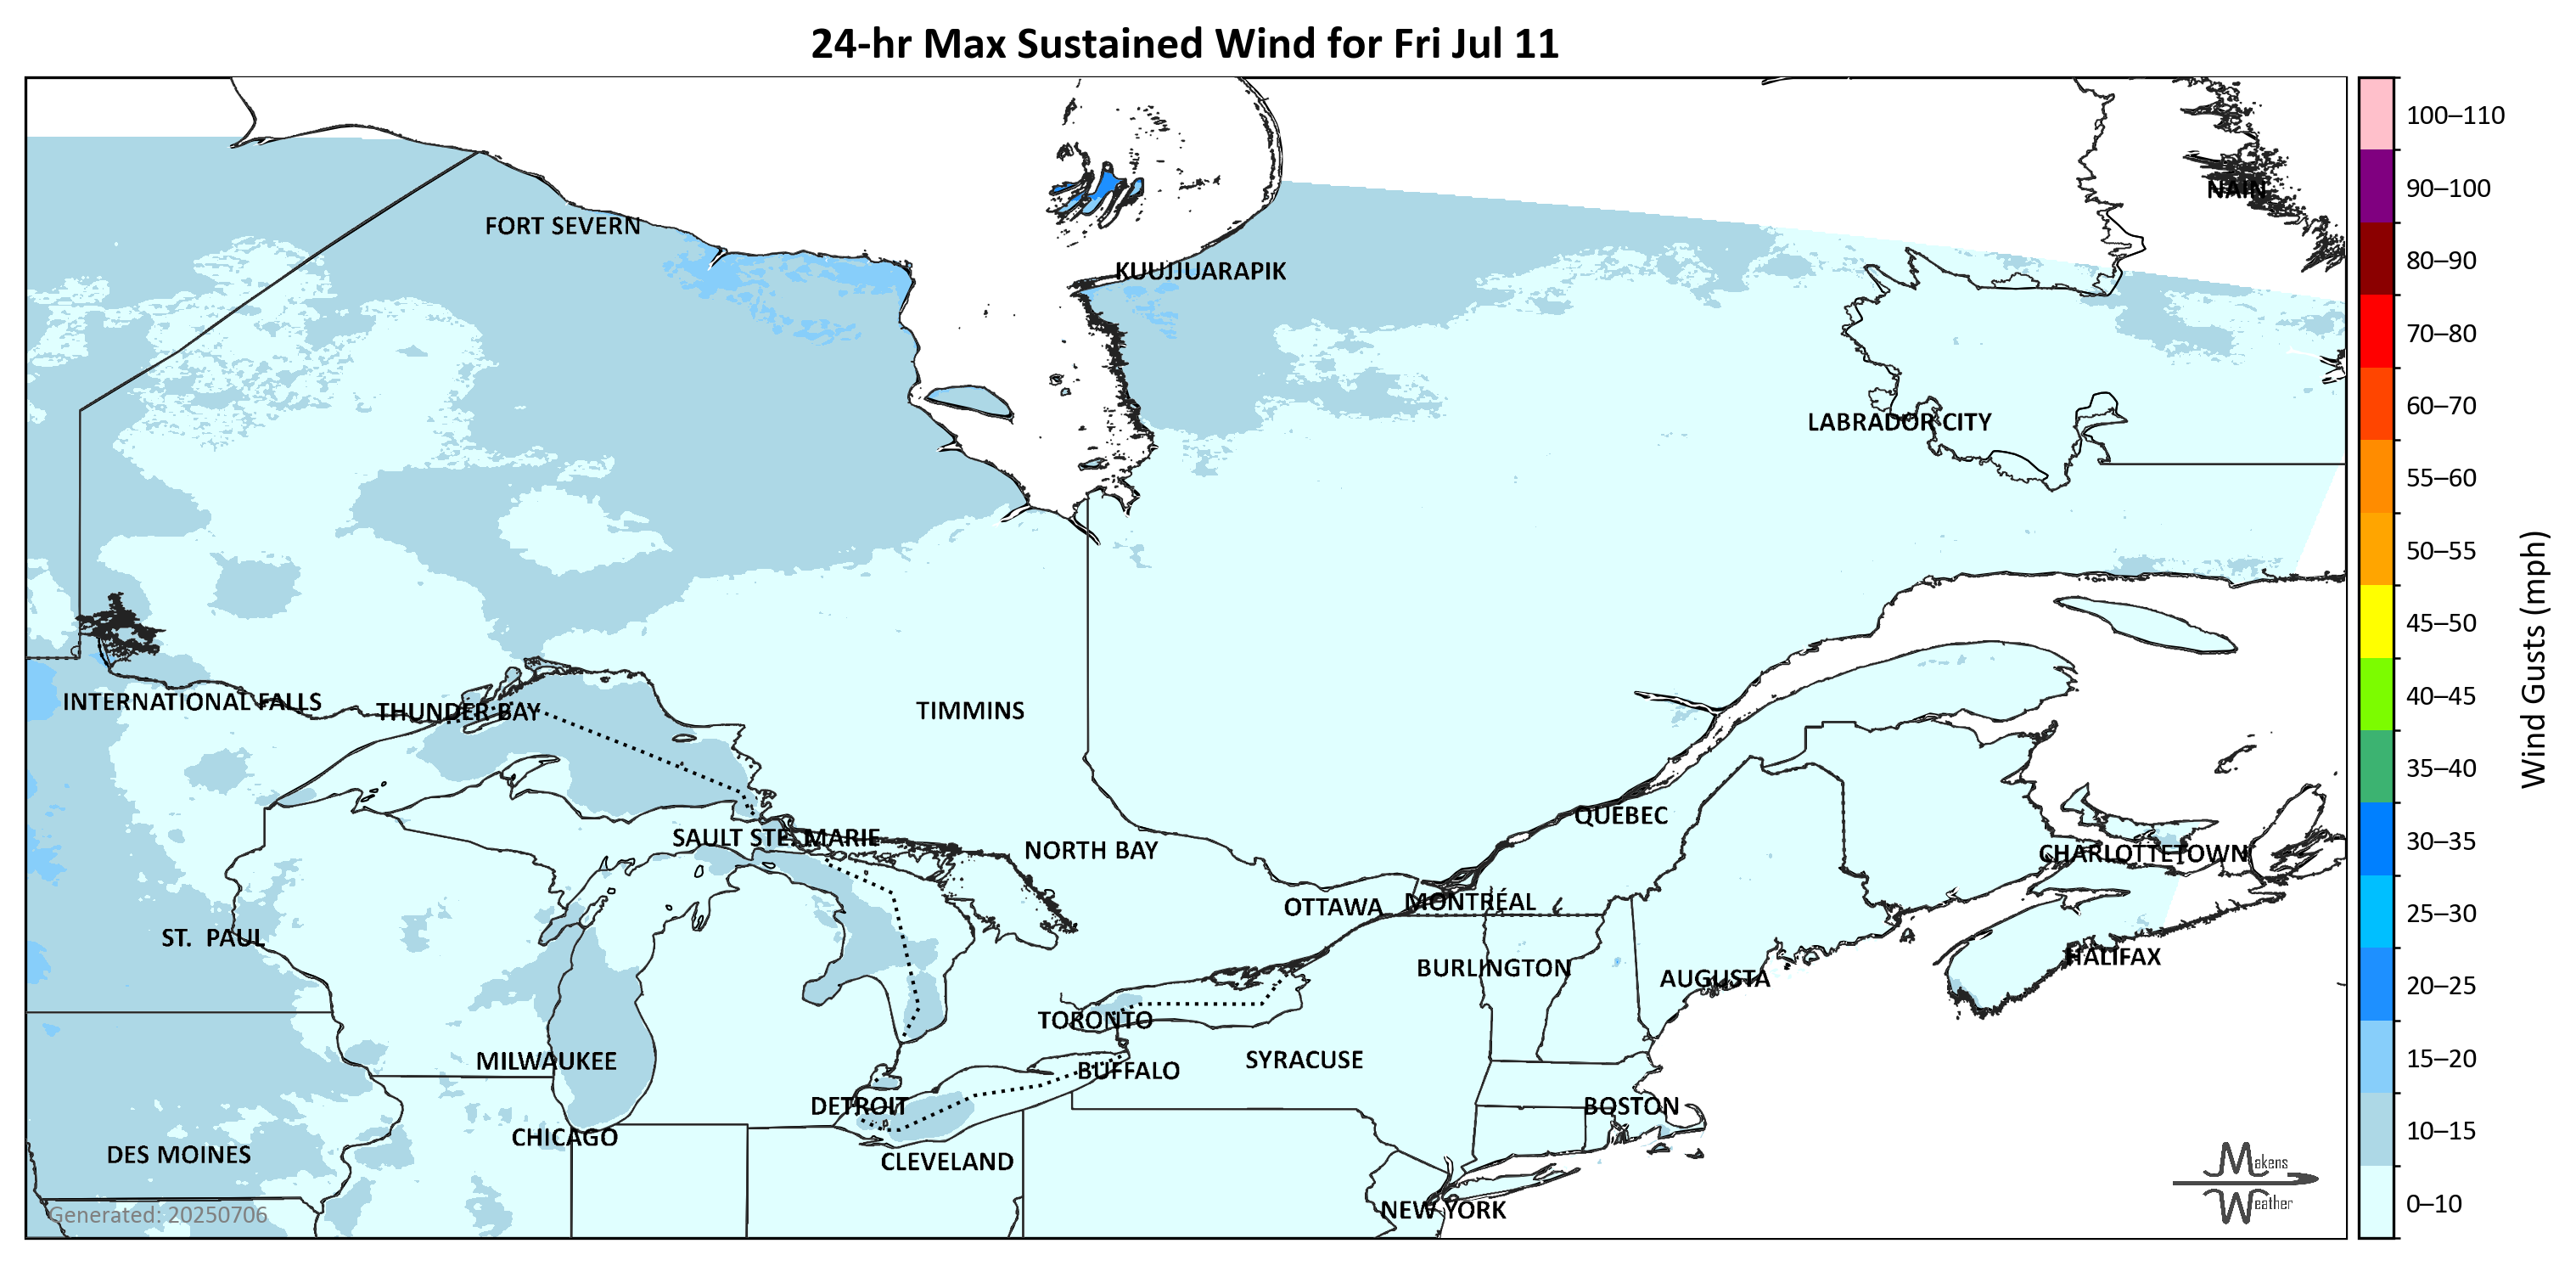 24-hr Max Sustained Wind for Fri Jul 11
100–110
90–100
NAIN
FORT SEVERN
80–90
KUUJJUARAPIK
70–80
60–70
LABRADOR CITY
55–60
50–55
45–50
Wind Gusts (mph)
40–45
INTERNATIONAL FALLS
THUNDER BAY
TIMMINS
35–40
QUÉBEC
30–35
SAULT STE. MARIE
NORTH BAY
CHARLOTTETOWN
OTTAWA
MONTRÉAL
25–30
ST. PAUL
HALIFAX
BURLINGTON
AUGUSTA
20–25
TORONTO
MILWAUKEE
SYRACUSE
BUFFALO
15–20
DETROIT
BOSTON
CHICAGO
10–15
DES MOINES
CLEVELAND
Makens
Weather
0–10
NEW YORK
Generated: 20250706